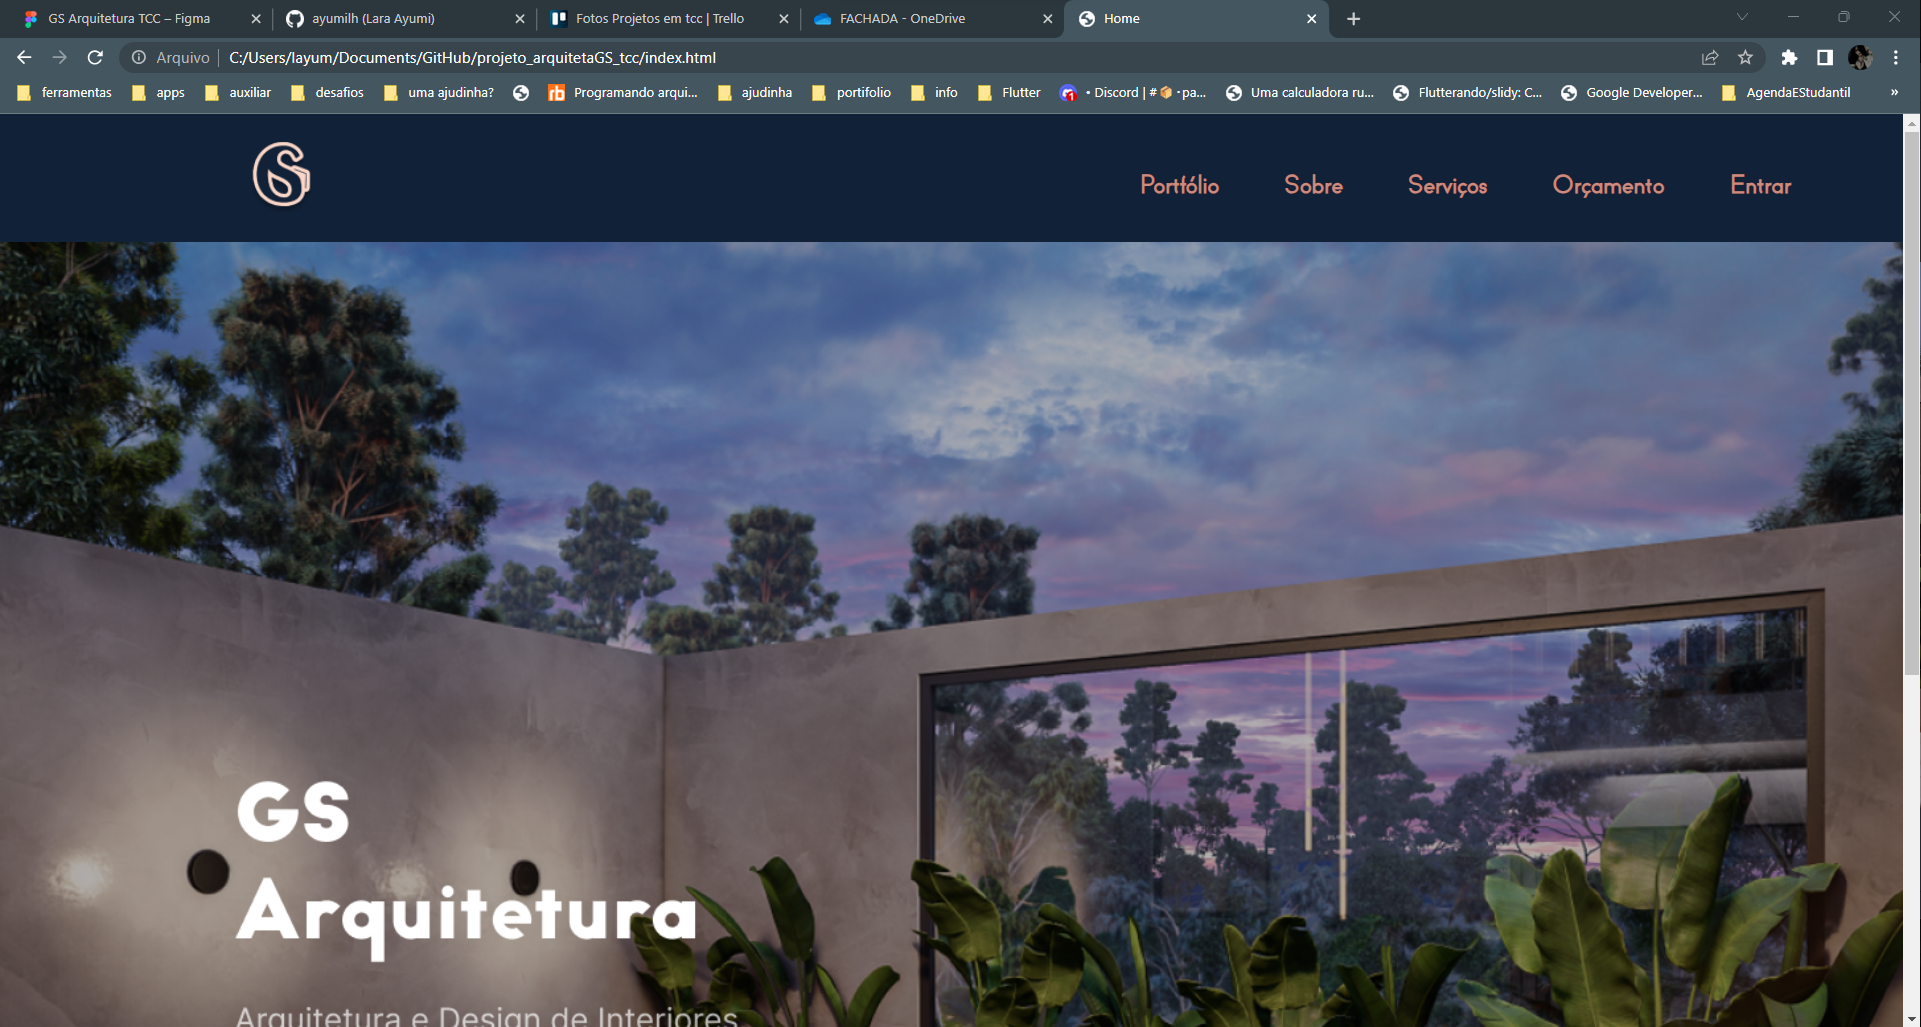 GS Arquitetura TCC – Figma
ayumilh (Lara Ayumi)
Fotos Projetos em tcc | Trello
FACHADA - OneDrive
Home
Arquivo
C:/Users/layum/Documents/GitHub/projeto_arquitetaGS_tcc/index.html
ferramentas
apps
auxiliar
desafios
uma ajudinha?
rb
Programando arqui...
ajudinha
portifolio
info
Flutter
1
• Discord | #📦･pa...
Uma calculadora ru...
Flutterando/slidy: C...
Google Developer...
AgendaEStudantil
»
Portfólio
Sobre
Serviços
Orçamento
Entrar
GS
Arquitetura
Arquitetura e Design de Interiores